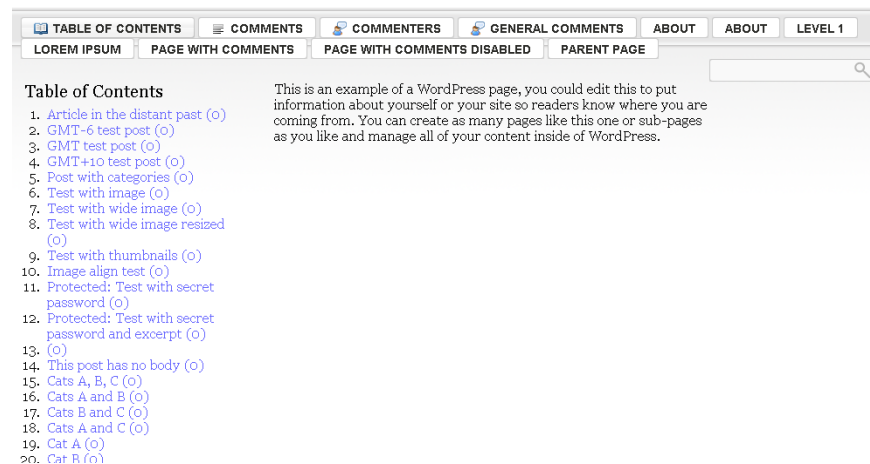 TABLE OF CONTENTS COMMENTS COMMENTERS GENERAL COMMENTS ABOUT ABOUT LEVEL 1
LOREM IPSUM PAGE WITH COMMENTS PAGE WITH COMMENTS DISABLED PARENT PAGE
Table of Contents
1. Article in the distant past (0)
2. GMT-6 test post (0)
3. GMT test post (0)
4. GMT+10 test post (0)
5. Post with categories (0)
6. Test with image (0)
7. Test with wide image (0)
8. Test with wide image resized
(0)
9. Test with thumbnails (0)
10. Image align test (0)
11. Protected: Test with secret
password (0)
12. Protected: Test with secret
password and excerpt (0)
13. (0)
14. This post has no body (0)
15. Cats A, B, C (0)
16. Cats A and B (0)
17. Cats B and C (0)
18. Cats A and C (0)
19. Cat A (0)
20. Cat B (0)
This is an example of a WordPress page, you could edit this to put
information about yourself or your site so readers know where you are
coming from. You can create as many pages like this one or sub-pages
as you like and manage all of your content inside of WordPress.